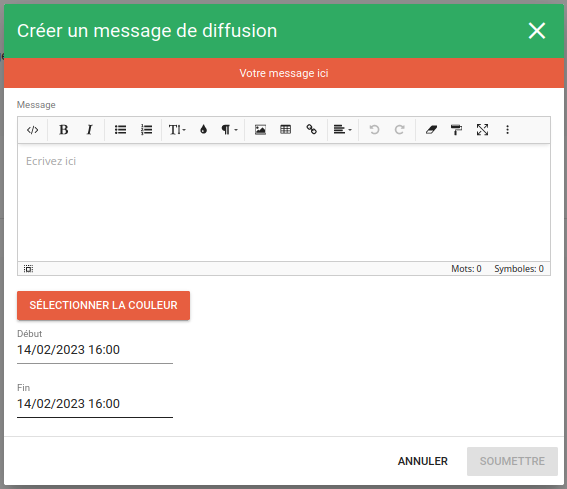 Créer un message de diffusion
Votre message ici
Message
Ecrivez ici
Mots: 0 Symboles: 0
SÉLECTIONNER LA COULEUR
Début
14/02/2023 16:00
Fin
14/02/2023 16:00
ANNULER SOUMETTRE